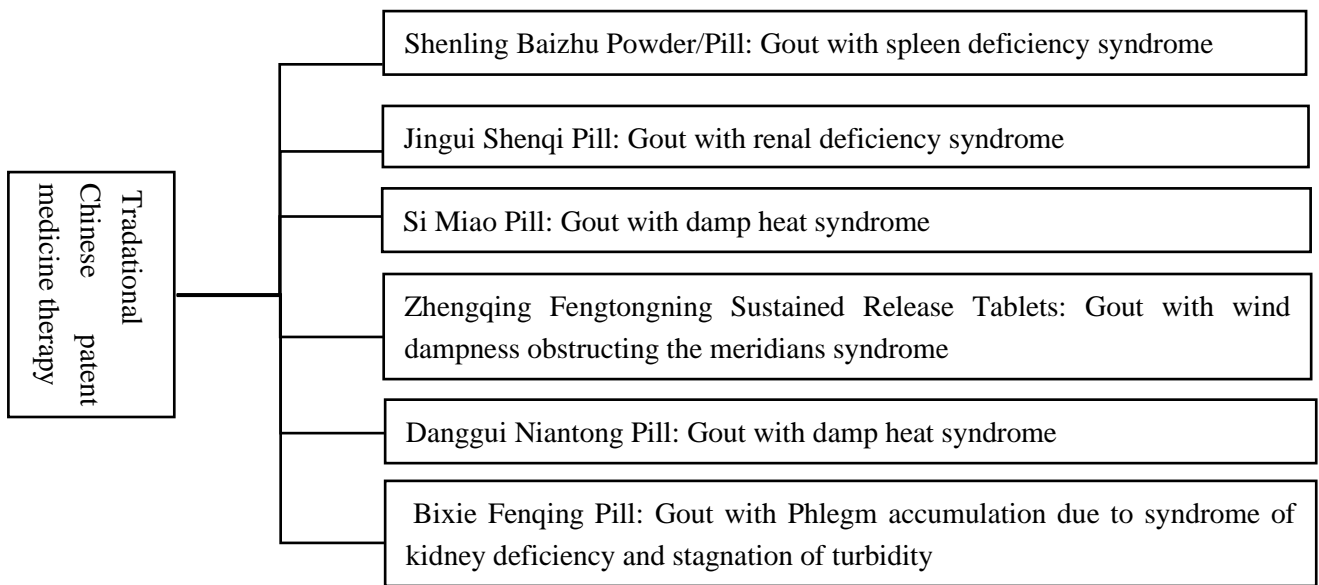 Tradational
Chinese patent
medicine therapy
Shenling Baizhu Powder/Pill: Gout with spleen deficiency syndrome
Jingui Shenqi Pill: Gout with renal deficiency syndrome
Si Miao Pill: Gout with damp heat syndrome
Zhengqing Fengtongning Sustained Release Tablets: Gout with wind
dampness obstructing the meridians syndrome
Danggui Niantong Pill: Gout with damp heat syndrome
Bixie Fenqing Pill: Gout with Phlegm accumulation due to syndrome of
kidney deficiency and stagnation of turbidity